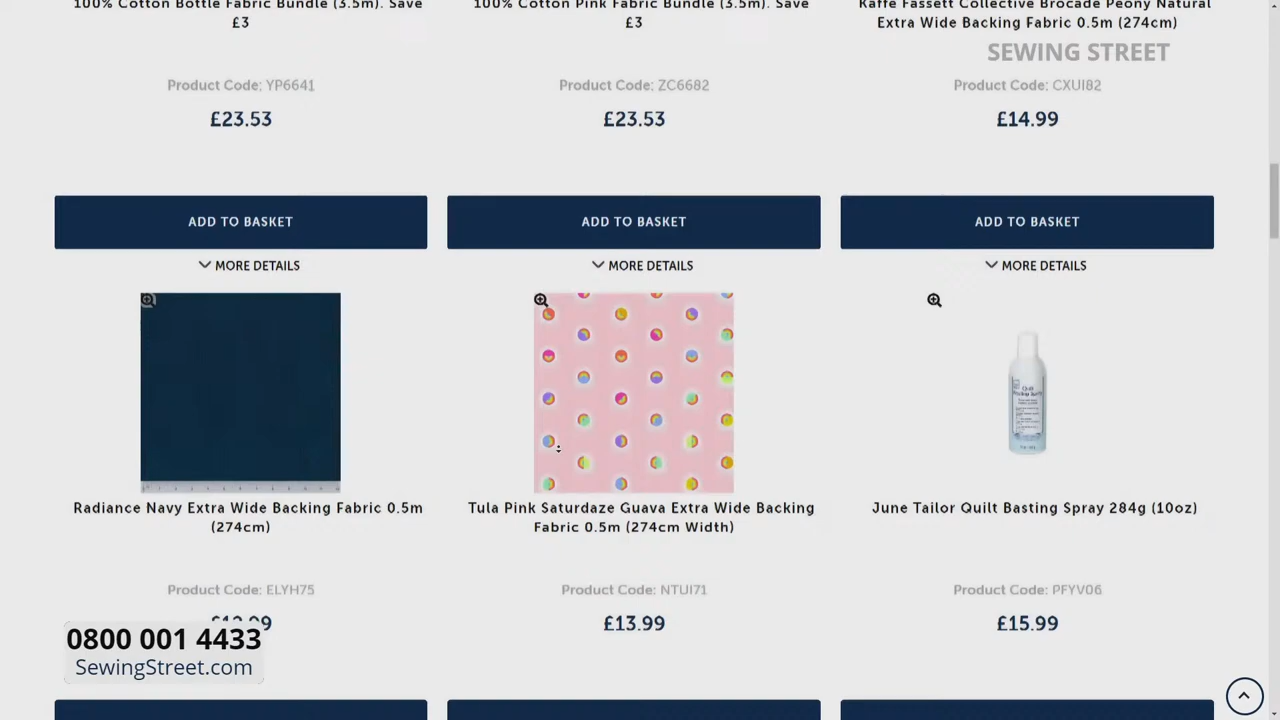 100% Cotton Bottle Fabric Bundle (3.5m). Save
£3
Product Code: YP6641
£23.53
ADD TO BASKET
MORE DETAILS
100% Cotton Pink Fabric Bundle (3.5m). Save
£3
Product Code: ZC6682
£23.53
ADD TO BASKET
MORE DETAILS
Kaffe Fassett Collective Brocade Peony Natural
Extra Wide Backing Fabric 0.5m (274cm)
SEWING STREET
Product Code: CXUI82
£14.99
ADD TO BASKET
MORE DETAILS
Radiance Navy Extra Wide Backing Fabric 0.5m
(274cm)
Product Code: ELYH75
Tula Pink Saturdaze Guava Extra Wide Backing
Fabric 0.5m (274cm Width)
Product Code: NTUI71
£13.99
June Tailor Quilt Basting Spray 284g (10oz)
Product Code: PFYV06
£15.99
0800 001 4433
SewingStreet.com